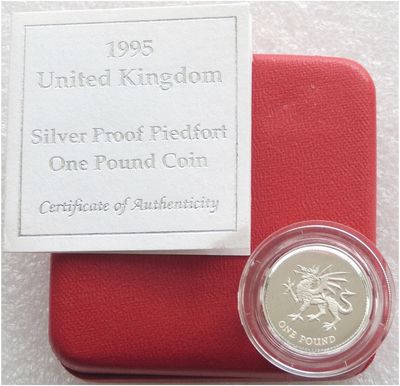 1995
United Kingdom
Silver Proof Piedfort
One Pound Coin
Certificate of Authenticity
ONE POUND